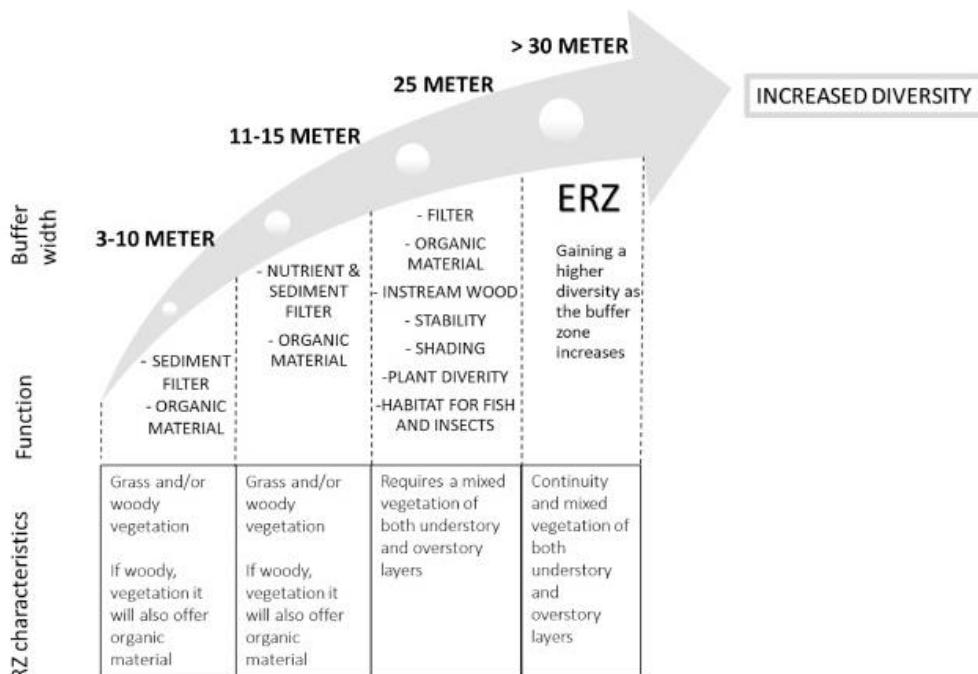 > 30 METER
25 METER
INCREASED DIVERSITY
11-15 METER
3-10 METER
Buffer
width
Function
RZ characteristics
- SEDIMENT
FILTER
- ORGANIC
MATERIAL
- NUTRIENT &
SEDIMENT
FILTER
- ORGANIC
MATERIAL
- FILTER
- ORGANIC
MATERIAL
- INSTREAM WOOD
- STABILITY
- SHADING
-PLANT DIVERITY
-HABITAT FOR FISH
AND INSECTS
ERZ
Gaining a
higher
diversity as
the buffer
zone
increases
Grass and/or
woody
vegetation
If woody,
vegetation it
will also offer
organic
material
Grass and/or
woody
vegetation
If woody,
vegetation it
will also offer
organic
material
Requires a mixed
vegetation of
both understory
and overstory
layers
Continuity
and mixed
vegetation of
both
understory
and
overstory
layers